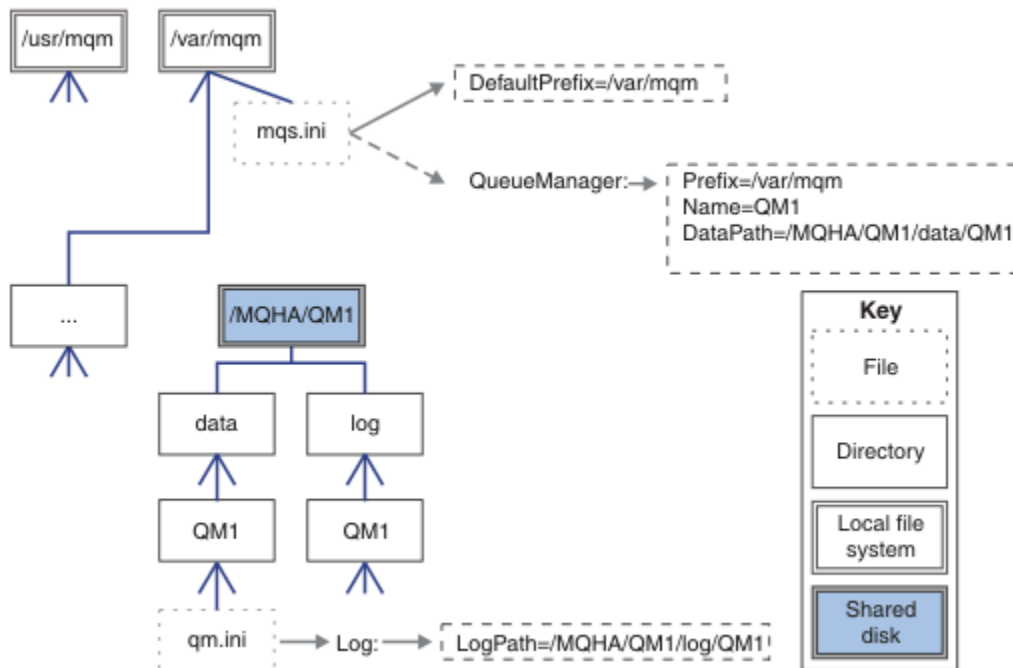 /usr/mqm
/var/mqm
DefaultPrefix=/var/mqm
mqs.ini
QueueManager:
Prefix=/var/mqm
Name=QM1
DataPath=/MQHA/QM1/data/QM1
...
/MQHA/QM1
Key
File
data
log
Directory
QM1
QM1
Local file
system
qm.ini
Log:
LogPath=/MQHA/QM1/log/QM1
Shared
disk